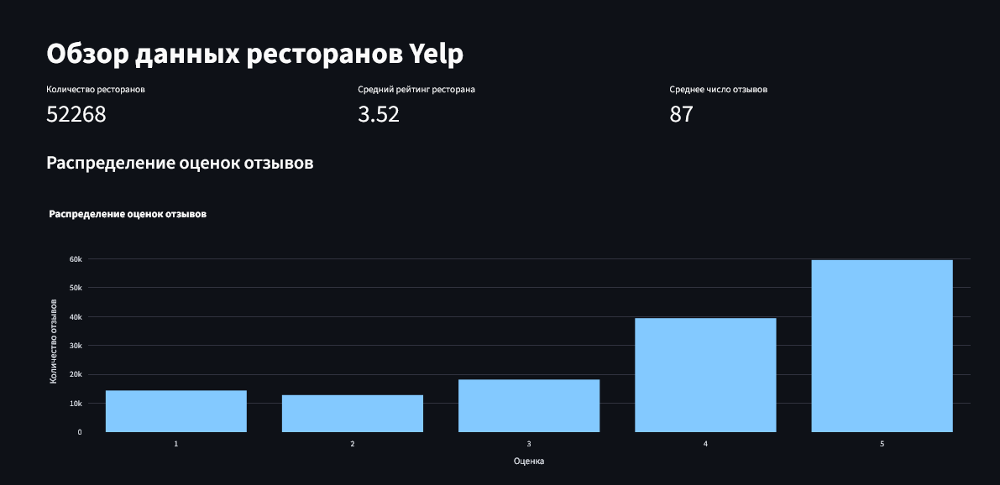 Обзор данных ресторанов Yelp
Количество ресторанов
52268
Средний рейтинг ресторана
3.52
Среднее число отзывов
87
Распределение оценок отзывов
Распределение оценок отзывов
Количество отзывов
60k
50k
40k
30k
20k
10k
0
1
2
3
4
5
Оценка